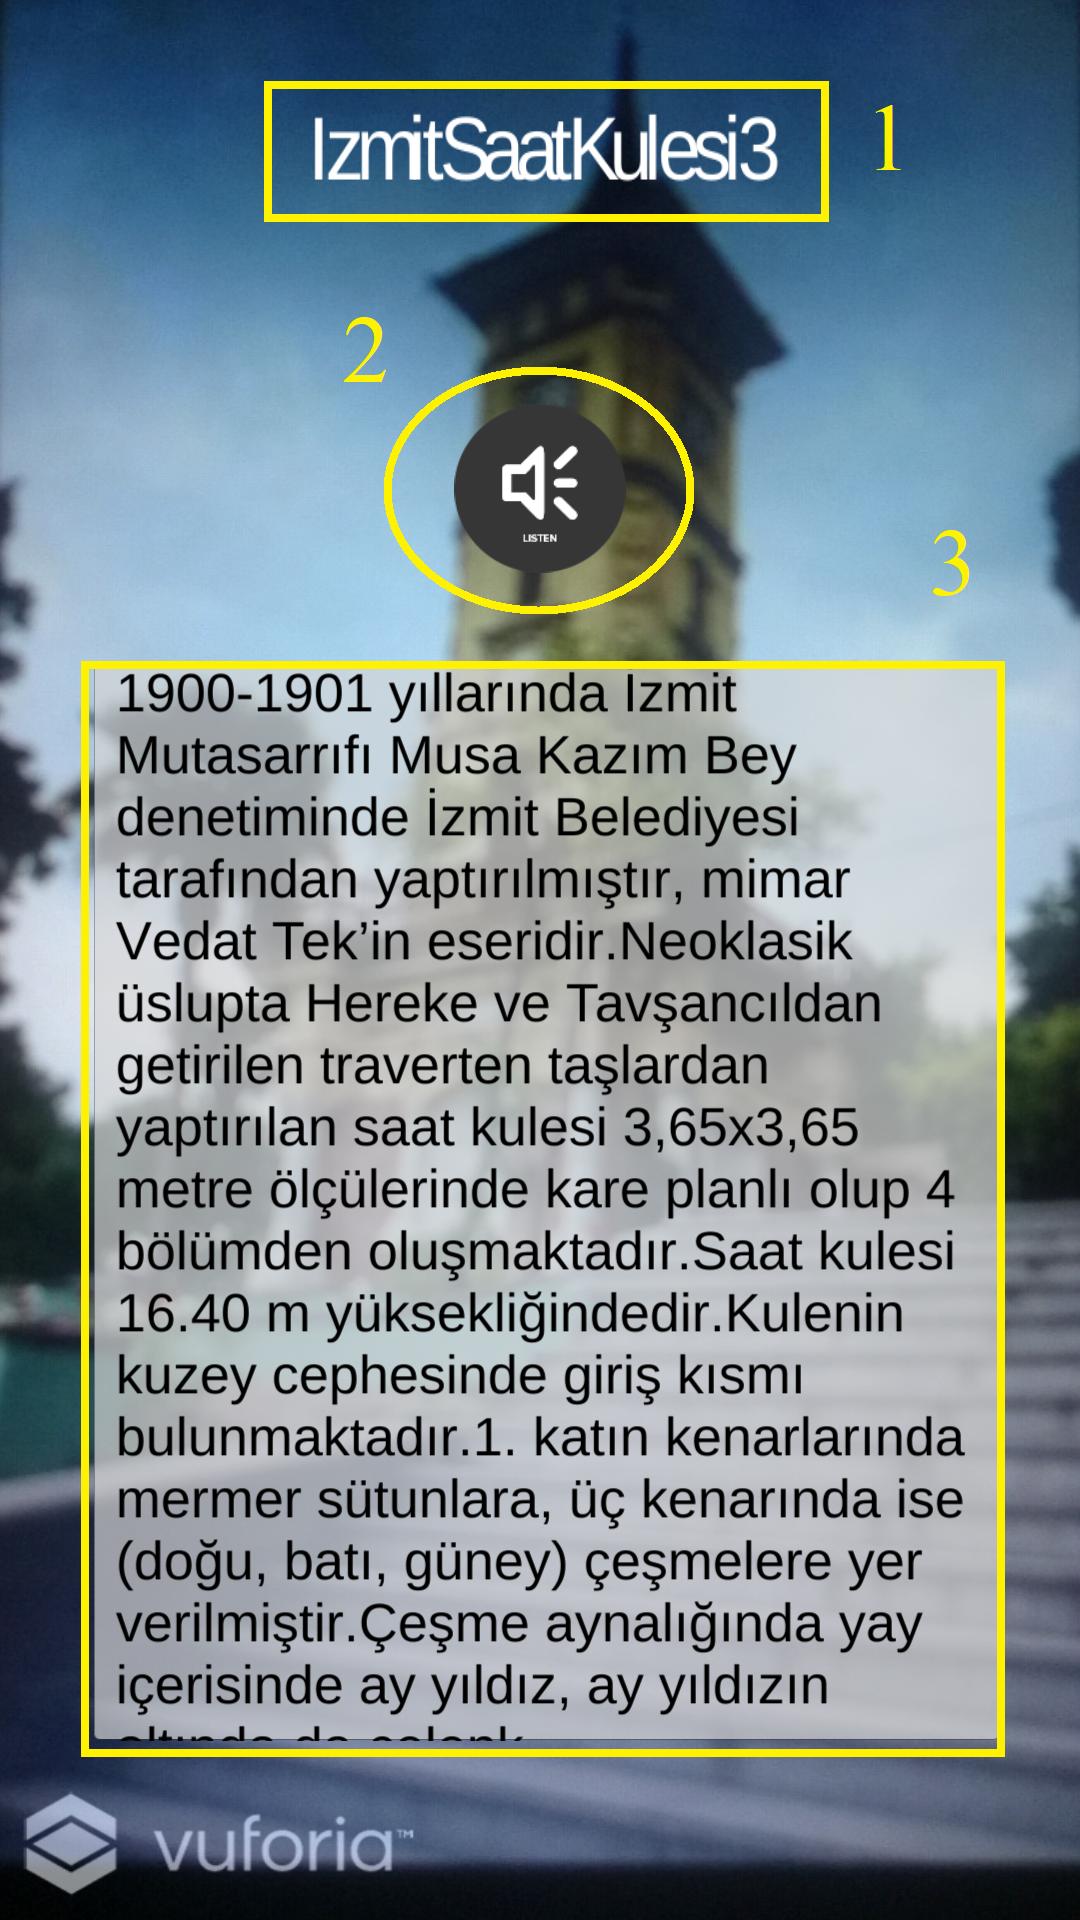 IzmitSaatKulesi3
1
2
LISTEN
3
1900-1901 yıllarında Izmit
Mutasarrıfı Musa Kazım Bey
denetiminde İzmit Belediyesi
tarafından yaptırılmıştır, mimar
Vedat Tek’in eseridir.Neoklasik
üslupta Hereke ve Tavşancıldan
getirilen traverten taşlardan
yaptırılan saat kulesi 3,65x3,65
metre ölçülerinde kare planlı olup 4
bölümden oluşmaktadır.Saat kulesi
16.40 m yüksekliğindedir.Kulenin
kuzey cephesinde giriş kısmı
bulunmaktadır.1. katın kenarlarında
mermer sütunlara, üç kenarında ise
(doğu, batı, güney) çeşmelere yer
verilmiştir.Çeşme aynalığında yay
içerisinde ay yıldız, ay yıldızın
vuforia™